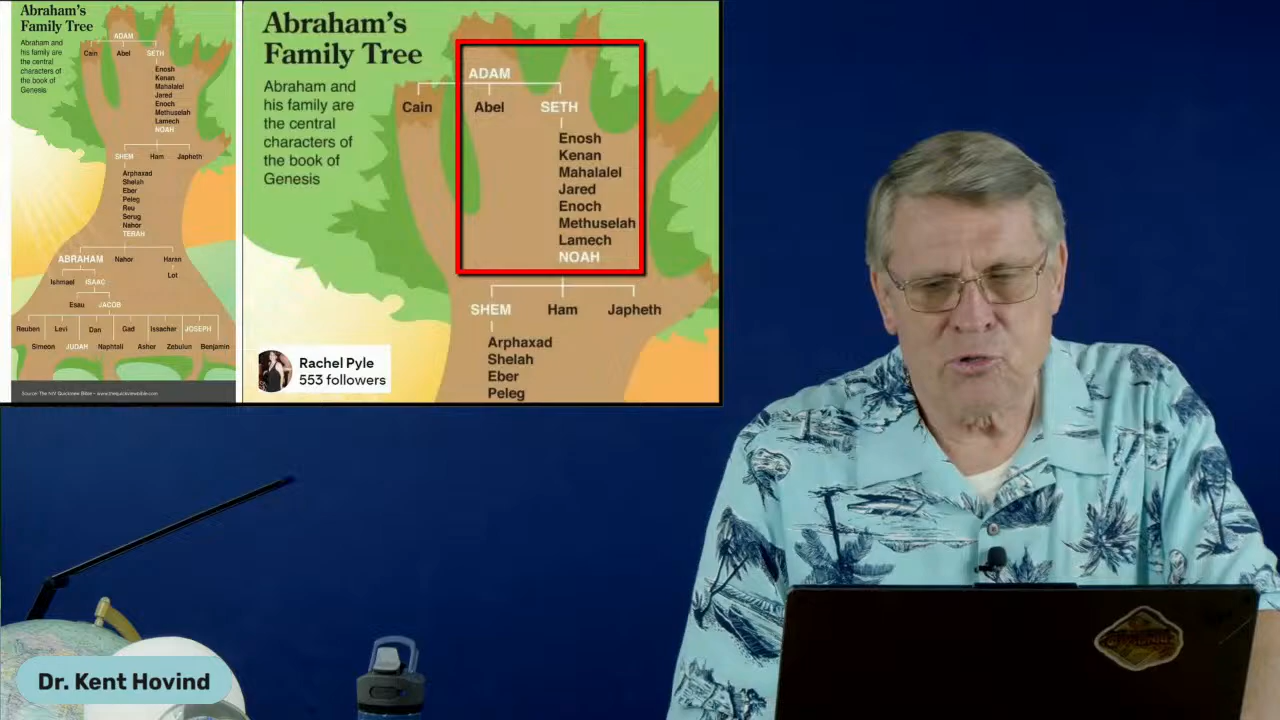 Abraham's
Family Tree
Abraham and
his family are
the central
characters of
the book of
Genesis
ADAM
Cain Abel SETH
Enosh
Kenan
Mahalalel
Jared
Enoch
Methuselah
Lamech
NOAH
SHEM Ham Japheth
Arphaxad
Shelah
Eber
Peleg
Reu
Serug
Nahor
TERAH
ABRAHAM Nahor Haran
Lot
Ishmael ISAAC
Esau JACOB
Reuben Levi Dan Gad Issachar JOSEPH
Simeon JUDAH Naphtali Asher Zebulun Benjamin
Abraham's
Family Tree
Abraham and
his family are
the central
characters of
the book of
Genesis
ADAM
Cain Abel SETH
Enosh
Kenan
Mahalalel
Jared
Enoch
Methuselah
Lamech
NOAH
SHEM Ham Japheth
Arphaxad
Shelah
Eber
Peleg
Rachel Pyle
553 followers
Dr. Kent Hovind